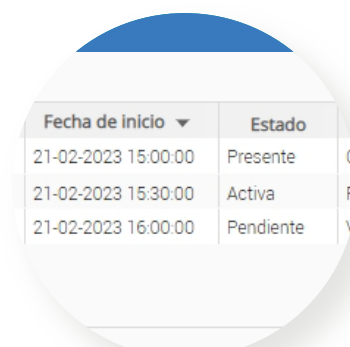 Fecha de inicio Estado
21-02-2023 15:00:00 Presente
21-02-2023 15:30:00 Activa
21-02-2023 16:00:00 Pendiente